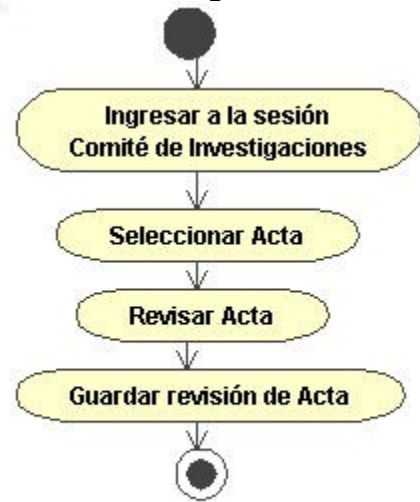 Ingresar a la sesión
Comité de Investigaciones
Seleccionar Acta
Revisar Acta
Guardar revisión de Acta